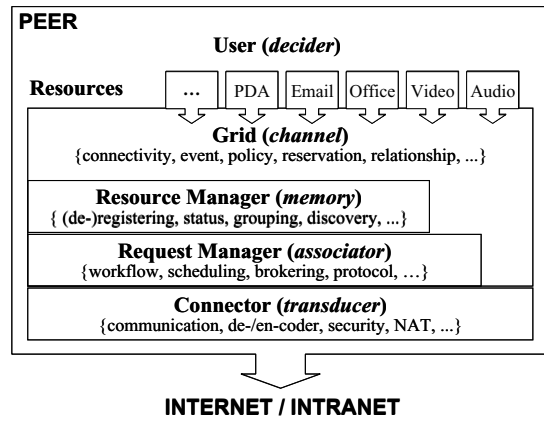 PEER
User (decider)
Resources
...
PDA
Email
Office
Video
Audio
Grid (channel)
{connectivity, event, policy, reservation, relationship, ...}
Resource Manager (memory)
{ (de-)registering, status, grouping, discovery, ...}
Request Manager (associator)
{workflow, scheduling, brokering, protocol, …}
Connector (transducer)
{communication, de-/en-coder, security, NAT, ...}
INTERNET / INTRANET